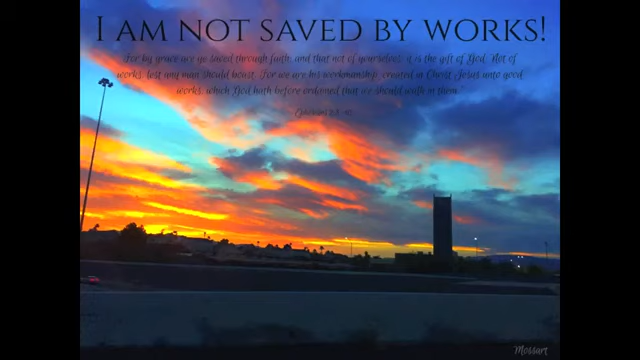 I AM NOT SAVED BY WORKS!
For by grace are ye saved through faith, and that not of yourselves: it is the gift of God. Not of
works, lest any man should boast. For we are his workmanship, created in Christ Jesus unto good
works, which God hath before ordained that we should walk in them.
Ephesians
Mossart